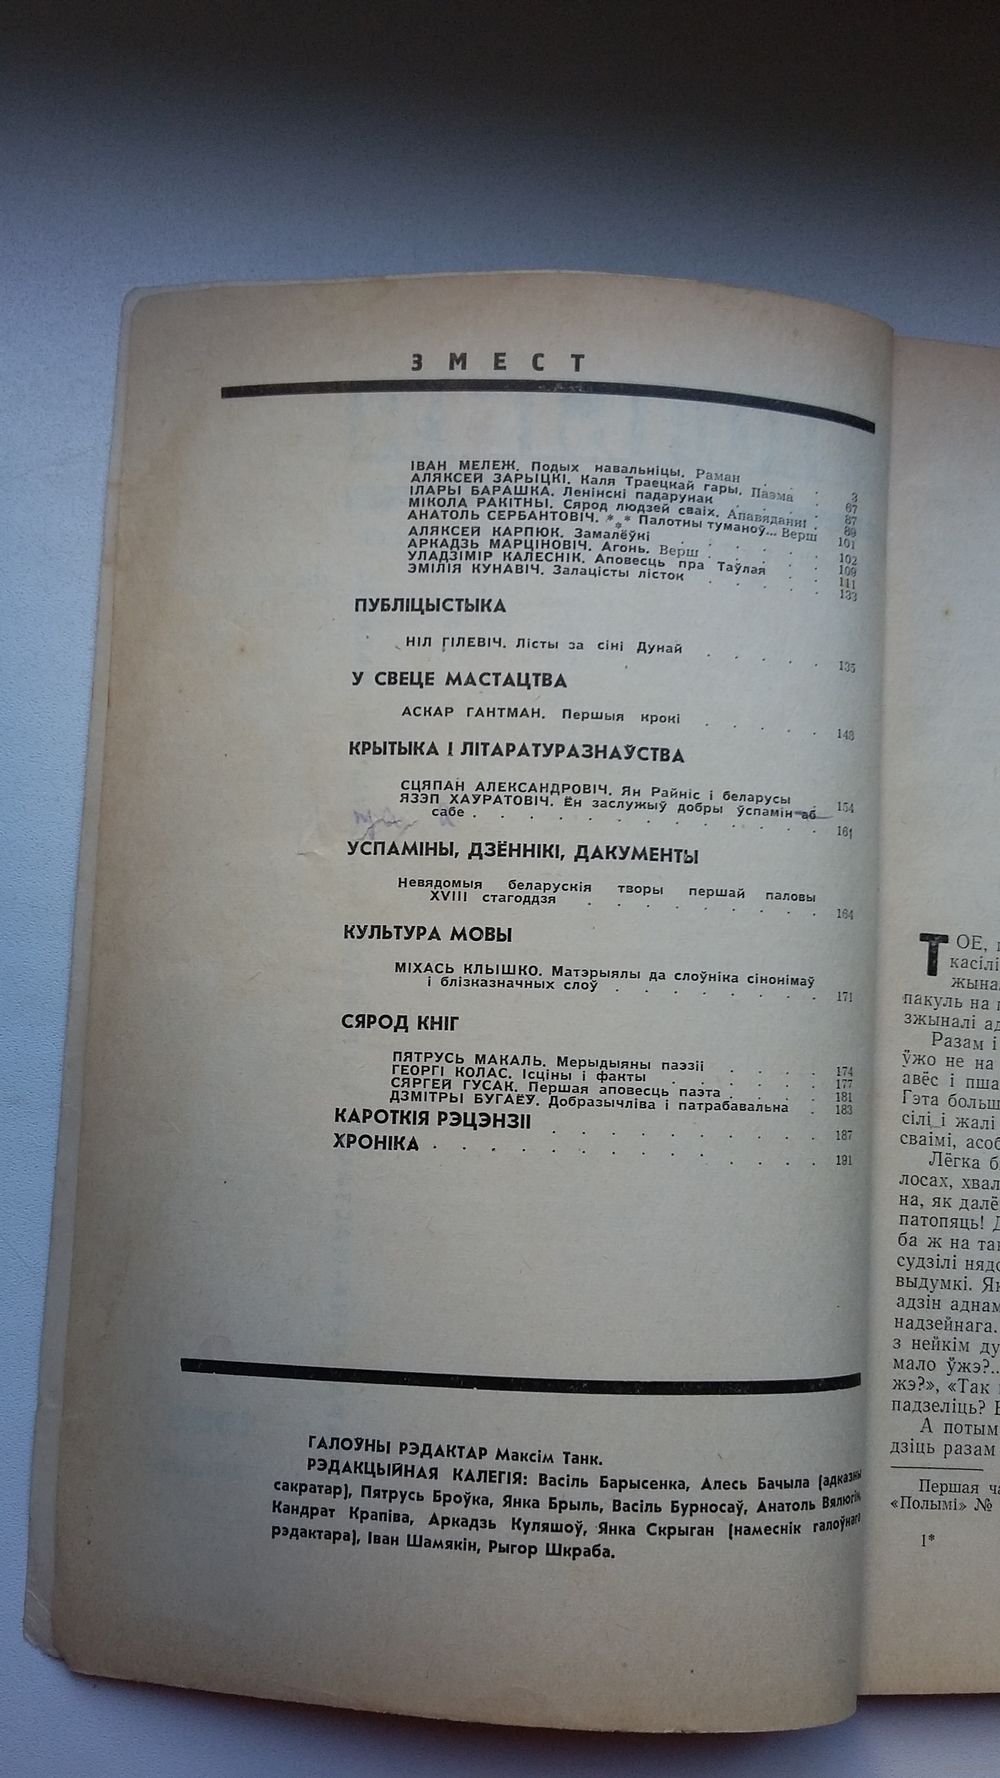 ЗМЕСТ
ІВАН МЕЛЕЖ. Подых навальніцы. Раман . . . 3
АЛЯКСЕЙ ЗАРЫЦКІ. Каля Траецкай гары. Паэма . 67
ІЛАРЫ БАРАШКА. Ленінскі падарунак . . . . 87
МІКОЛА РАКІТНЫ. Сярод людзей сваіх. Апавяданні . 89
АНАТОЛЬ СЕРБАНТОВІЧ. * * * Палотны туманоў... Верш 101
АЛЯКСЕЙ КАРПЮК. Замалёўкі . . . . . . 102
АРКАДЗЬ МАРЦІНОВІЧ. Агонь. Верш . . . . 109
УЛАДЗІМІР КАЛЕСНІК. Аповесць пра Таўлая . . 111
ЭМІЛІЯ КУНАВІЧ. Залацісты лісток . . . . . 133
ПУБЛІЦЫСТЫКА
НІЛ ГІЛЕВІЧ. Лісты за сіні Дунай . . . . . 135
У СВЕЦЕ МАСТАЦТВА
АСКАР ГАНТМАН. Першыя крокі . . . . . 148
КРЫТЫКА І ЛІТАРАТУРАЗНАЎСТВА
СЦЯПАН АЛЕКСАНДРОВІЧ. Ян Райніс і беларусы . 154
ЯЗЭП ХАУРАТОВІЧ. Ён заслужыў добры ўспамін аб
сабе . . . . . . . . . . . . . 161
УСПАМІНЫ, ДЗЁННІКІ, ДАКУМЕНТЫ
Невядомыя беларускія творы першай паловы
XVIII стагоддзя . . . . . . . . . 164
КУЛЬТУРА МОВЫ
МІХАСЬ КЛЫШКО. Матэрыялы да слоўніка сінонімаў
і блізказначных слоў . . . . . . . . 171
СЯРОД КНІГ
ПЯТРУСЬ МАКАЛЬ. Мерыдыяны паэзіі . . . . 174
ГЕОРГІ КОЛАС. Ісціны і факты . . . . . . 177
СЯРГЕЙ ГУСАК. Першая аповесць паэта . . . . 181
ДЗМІТРЫ БУГАЁУ. Добразычліва і патрабавальна . 183
КАРОТКІЯ РЭЦЭНЗІІ . . . . . . . . . 187
ХРОНІКА . . . . . . . . . . . . . 191
ГАЛОЎНЫ РЭДАКТАР Максім Танк.
РЭДАКЦЫЙНАЯ КАЛЕГІЯ: Васіль Барысенка, Алесь Бачыла (адказны
сакратар), Пятрусь Броўка, Янка Брыль, Васіль Бурносаў, Анатоль Вялюгін,
Кандрат Крапіва, Аркадзь Куляшоў, Янка Скрыган (намеснік галоўнага
рэдактара), Іван Шамякін, Рыгор Шкраба.
ТОЕ,
касілі
жына
пакуль на
зжыналі ад
Разам і
ўжо не на
авёс і пша
Гэта больш
сілі і жалі
сваімі, асоб
Лёгка б
лосах, хвал
на, як далё
патопяць!
ба ж на так
судзілі нядо
выдумкі. Як
адзін аднам
надзейнага.
з нейкім ду
мало ўжэ?..
жэ?», «Так
падзеліць?
А потым
дзіць разам
Першая ча
«Полымі» №
1*